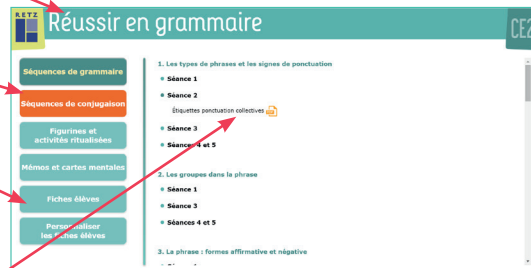 RETZ
Réussir en grammaire
CE2
Séquences de grammaire
Séquences de conjugaison
Figurines et
activités ritualisées
Mémos et cartes mentales
Fiches élèves
Personnaliser
les fiches élèves
1. Les types de phrases et les signes de ponctuation
Séance 1
Séance 2
Étiquettes ponctuation collectives
Séance 3
Séances 4 et 5
2. Les groupes dans la phrase
Séance 1
Séance 3
Séances 4 et 5
3. La phrase : formes affirmative et négative